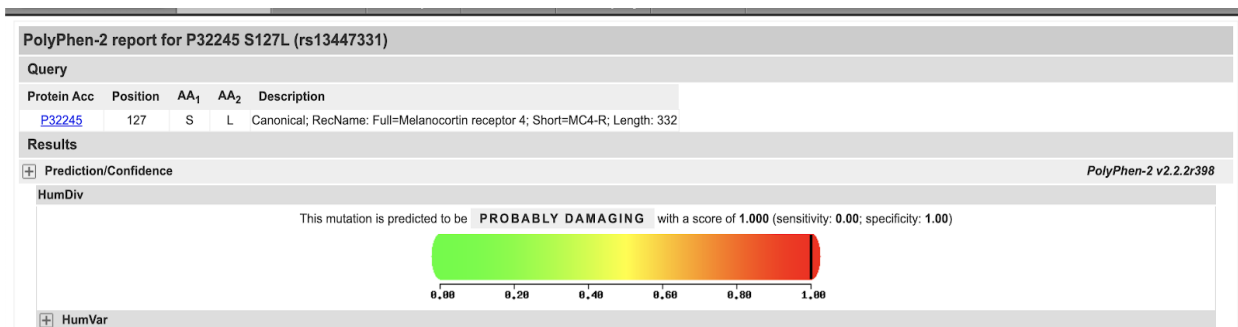 PolyPhen-2 report for P32245 S127L (rs13447331)
Query
Protein Acc Position AA₁ AA₂ Description
P32245 127 S L Canonical; RecName: Full=Melanocortin receptor 4; Short=MC4-R; Length: 332
Results
+ Prediction/Confidence PolyPhen-2 v2.2.2r398
HumDiv
This mutation is predicted to be PROBABLY DAMAGING with a score of 1.000 (sensitivity: 0.00; specificity: 1.00)
0.00 0.20 0.40 0.60 0.80 1.00
+ HumVar